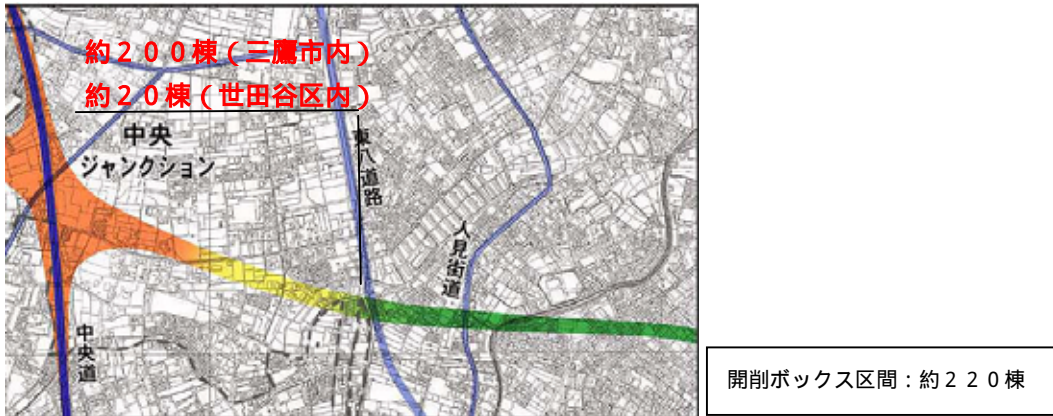 約２００棟（三鷹市内）
約２０棟（世田谷区内）
中央
ジャンクション
東八道路
人見街道
中央道
開削ボックス区間：約２２０棟